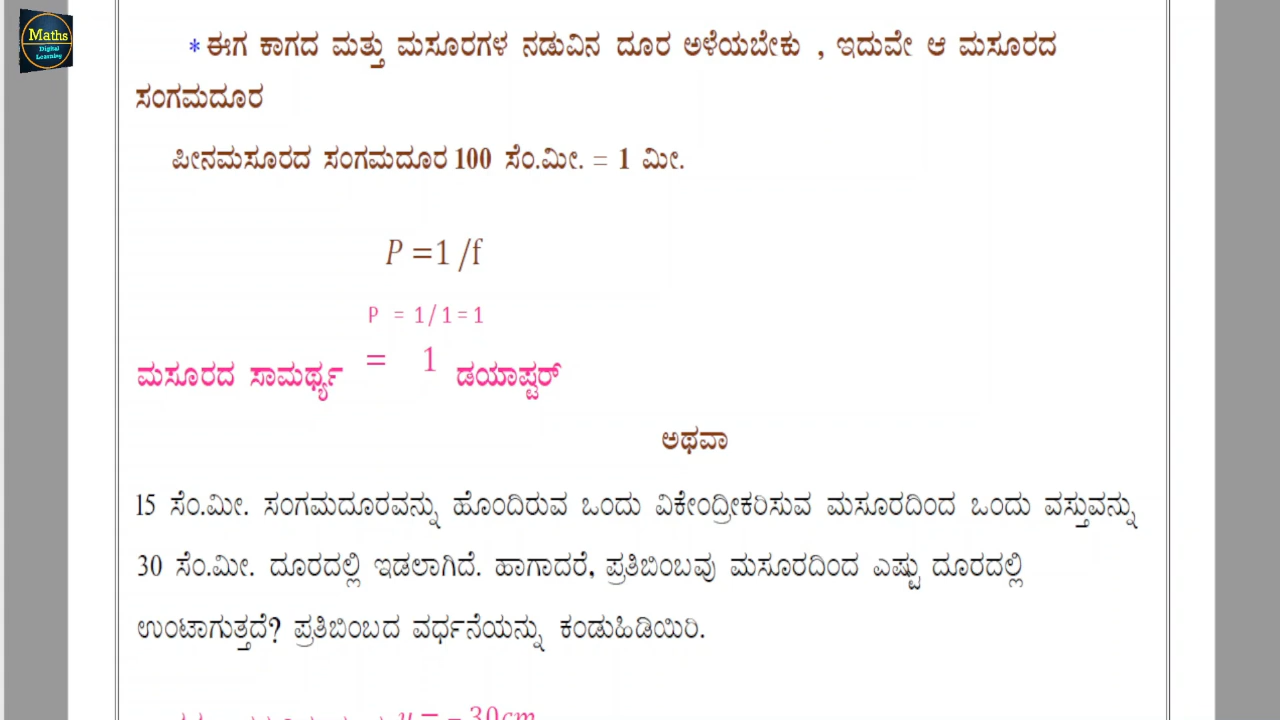 Maths
Digital
Learning
* ಈಗ ಕಾಗದ ಮತ್ತು ಮಸೂರಗಳ ನಡುವಿನ ದೂರ ಅಳೆಯಬೇಕು , ಇದುವೇ ಆ ಮಸೂರದ
ಸಂಗಮದೂರ
ಪೀನಮಸೂರದ ಸಂಗಮದೂರ 100 ಸೆಂ.ಮೀ. = 1 ಮೀ.
P =1 /f
P = 1/1=1
ಮಸೂರದ ಸಾಮರ್ಥ್ಯ = 1 ಡಯಾಪ್ಟರ್
ಅಥವಾ
15 ಸೆಂ.ಮೀ. ಸಂಗಮದೂರವನ್ನು ಹೊಂದಿರುವ ಒಂದು ವಿಕೇಂದ್ರೀಕರಿಸುವ ಮಸೂರದಿಂದ ಒಂದು ವಸ್ತುವನ್ನು
30 ಸೆಂ.ಮೀ. ದೂರದಲ್ಲಿ ಇಡಲಾಗಿದೆ. ಹಾಗಾದರೆ, ಪ್ರತಿಬಿಂಬವು ಮಸೂರದಿಂದ ಎಷ್ಟು ದೂರದಲ್ಲಿ
ಉಂಟಾಗುತ್ತದೆ? ಪ್ರತಿಬಿಂಬದ ವರ್ಧನೆಯನ್ನು ಕಂಡುಹಿಡಿಯಿರಿ.
u = - 30cm